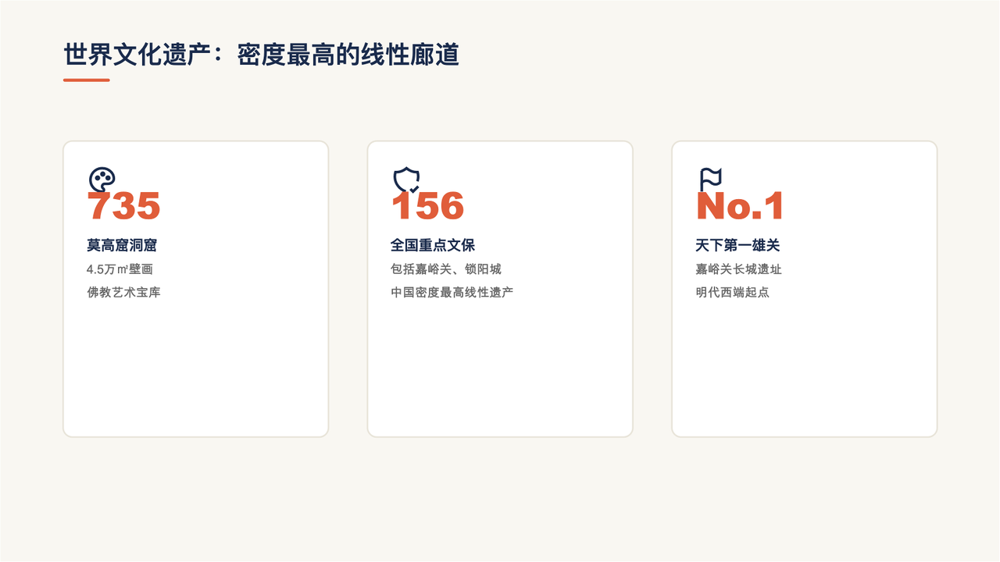 世界文化遗产：密度最高的线性廊道
735
莫高窟洞窟
4.5万㎡壁画
佛教艺术宝库
156
全国重点文保
包括嘉峪关、锁阳城
中国密度最高线性遗产
No.1
天下第一雄关
嘉峪关长城遗址
明代西端起点